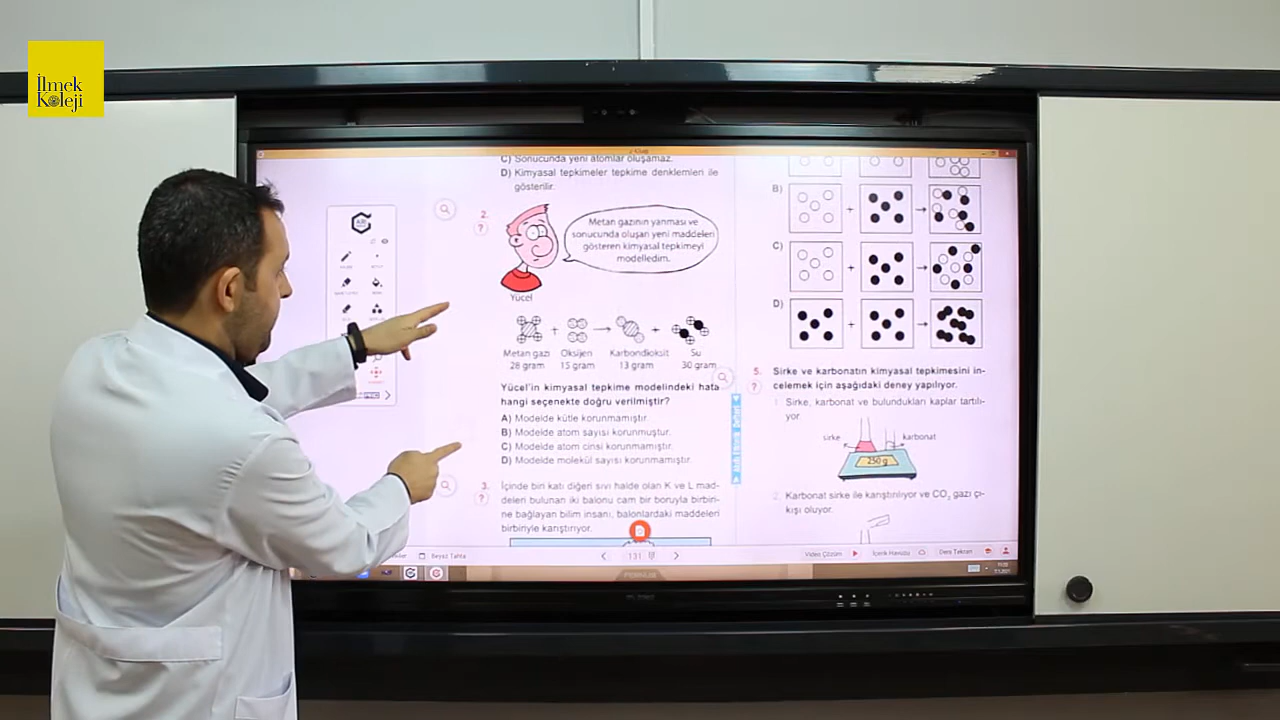 İlmek
Koleji
C) Sonucunda yeni atomlar oluşamaz.
D) Kimyasal tepkimeler tepkime denklemleri ile
gösterilir.
2.
?
Metan gazının yanması ve
sonucunda oluşan yeni maddeleri
gösteren kimyasal tepkimeyi
modelledim.
Yücel
+ → +
Metan gazı Oksijen Karbondioksit Su
28 gram 15 gram 13 gram 30 gram
Yücel'in kimyasal tepkime modelindeki hata
hangi seçenekte doğru verilmiştir?
A) Modelde kütle korunmamıştır.
B) Modelde atom sayısı korunmuştur.
C) Modelde atom cinsi korunmamıştır.
D) Modelde molekül sayısı korunmamıştır.
3.
?
İçinde biri katı diğeri sıvı halde olan K ve L mad-
deleri bulunan iki balonu cam bir boruyla birbiri-
ne bağlayan bilim insanı, balonlardaki maddeleri
birbiriyle karıştırıyor.
B)
+ →
C)
+ →
D)
+ →
5.
?
Sirke ve karbonatın kimyasal tepkimesini in-
celemek için aşağıdaki deney yapılıyor.
1. Sirke, karbonat ve bulundukları kaplar tartılı-
yor
sirke
karbonat
250 g
2. Karbonat sirke ile karıştırılıyor ve CO2 gazı çı-
kışı oluyor.
Beyaz Tahta
131
Video Çözüm
Ders Tekrarı